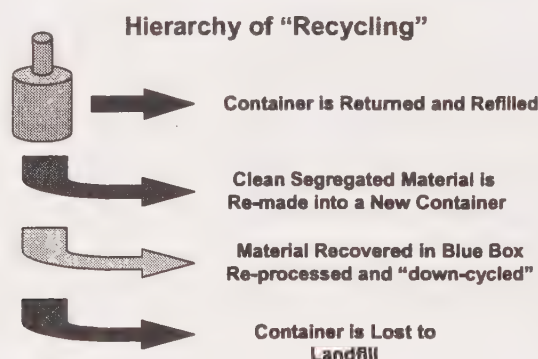 Hierarchy of “Recycling”
Container is Returned and Refilled
Clean Segregated Material is
Re-made into a New Container
Material Recovered in Blue Box
Re-processed and “down-cycled”
Container is Lost to
Landfill